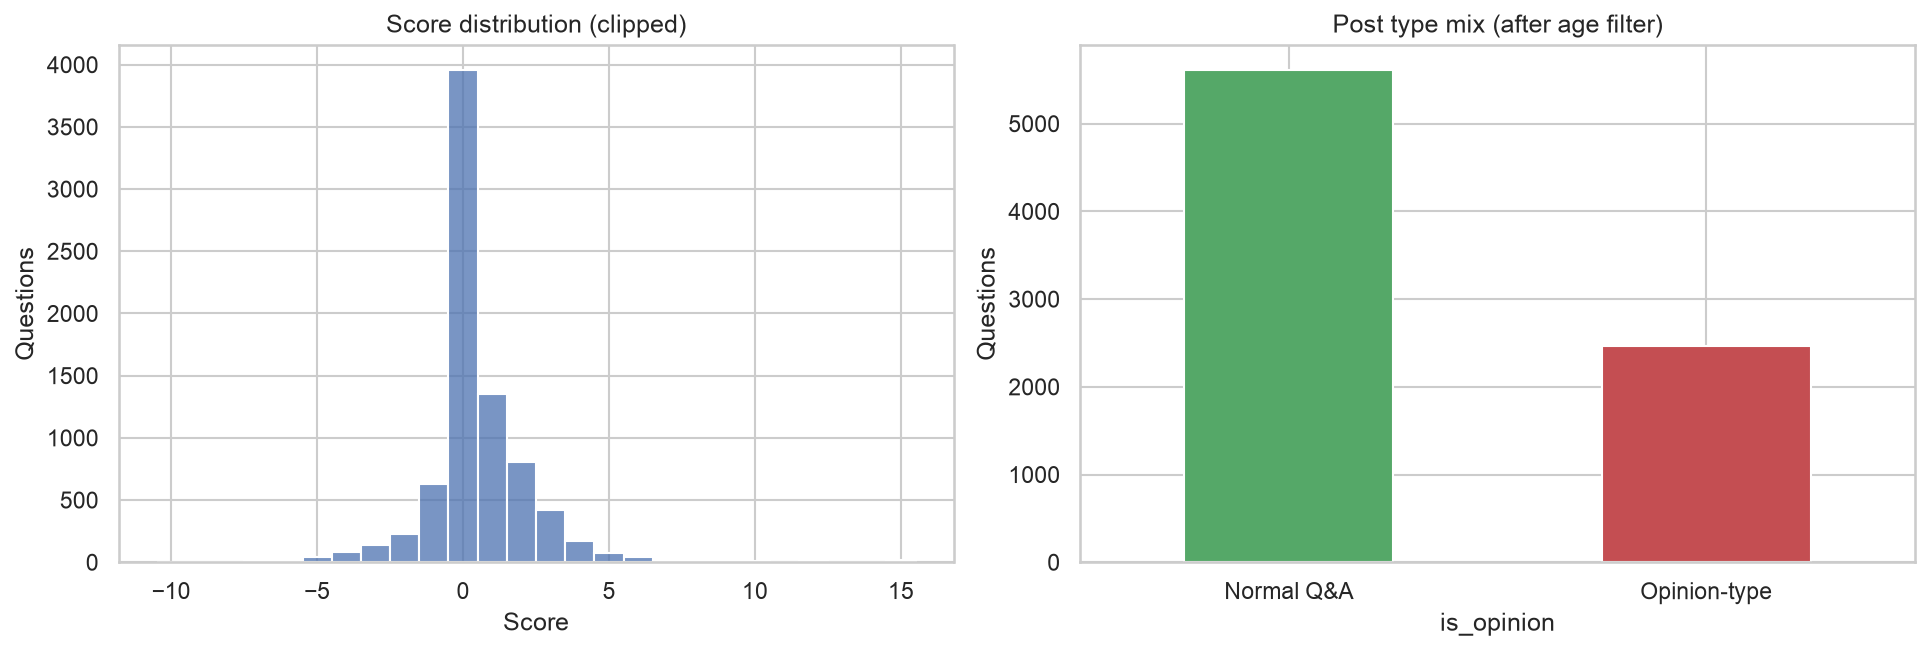 Score distribution (clipped)
4000
3500
3000
2500
2000
1500
1000
500
0
Questions
−10 −5 0 5 10 15
Score
Post type mix (after age filter)
5000
4000
3000
2000
1000
0
Questions
Normal Q&A Opinion-type
is_opinion